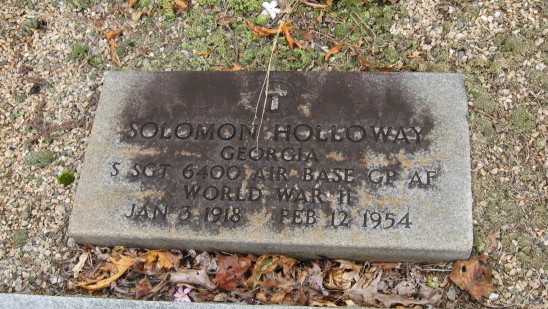 SOLOMON HOLLOWAY
GEORGIA
S SGT 6400 AIR BASE GP AF
WORLD WAR II
JAN 3 1918 FEB 12 1954